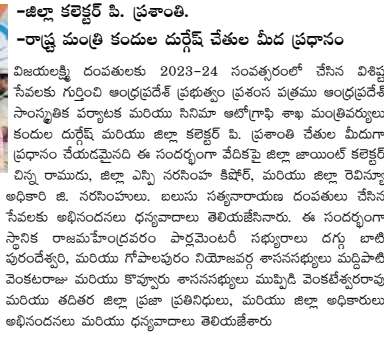 -జిల్లా కలెక్టర్ పి. ప్రశాంతి.
-రాష్ట్ర మంత్రి కందుల దుర్గేష్ చేతుల మీద ప్రధానం
విజయలక్ష్మి దంపతులకు 2023-24 సంవత్సరంలో చేసిన విశిష్ట
సేవలకు గుర్తించి ఆంధ్రప్రదేశ్ ప్రభుత్వం ప్రశంస పత్రము ఆంధ్రప్రదేశ్
సాంస్కృతిక పర్యాటక మరియు సినిమా ఆటోగ్రాఫి శాఖ మంత్రివర్యులు
కందుల దుర్గేష్ మరియు జిల్లా కలెక్టర్ పి. ప్రశాంతి చేతుల మీదుగా
ప్రధానం చేయడమైనది ఈ సందర్భంగా వేదికపై జిల్లా జాయింట్ కలెక్టర్
చిన్న రాముడు, జిల్లా ఎస్పి నరసింహ కిషోర్, మరియు జిల్లా రెవిన్యూ
అధికారి జి. నరసింహులు. బలుసు సత్యనారాయణ దంపతులు చేసిన
సేవలకు అభినందనలు ధన్యవాదాలు తెలియజేసినారు. ఈ సందర్భంగా
స్థానిక రాజమహేంద్రవరం పార్లమెంటరీ సభ్యురాలు దగ్గు బాటి
పురందేశ్వరి, మరియు గోపాలపురం నియోజవర్గ శాసనసభ్యులు మద్దిపాటి
వెంకటరాజు మరియు కొవ్వూరు శాసనసభ్యులు ముప్పిడి వెంకటేశ్వరరావు
మరియు తదితర జిల్లా ప్రజా ప్రతినిధులు, మరియు జిల్లా అధికారులు
అభినందనలు మరియు ధన్యవాదాలు తెలియజేశారు